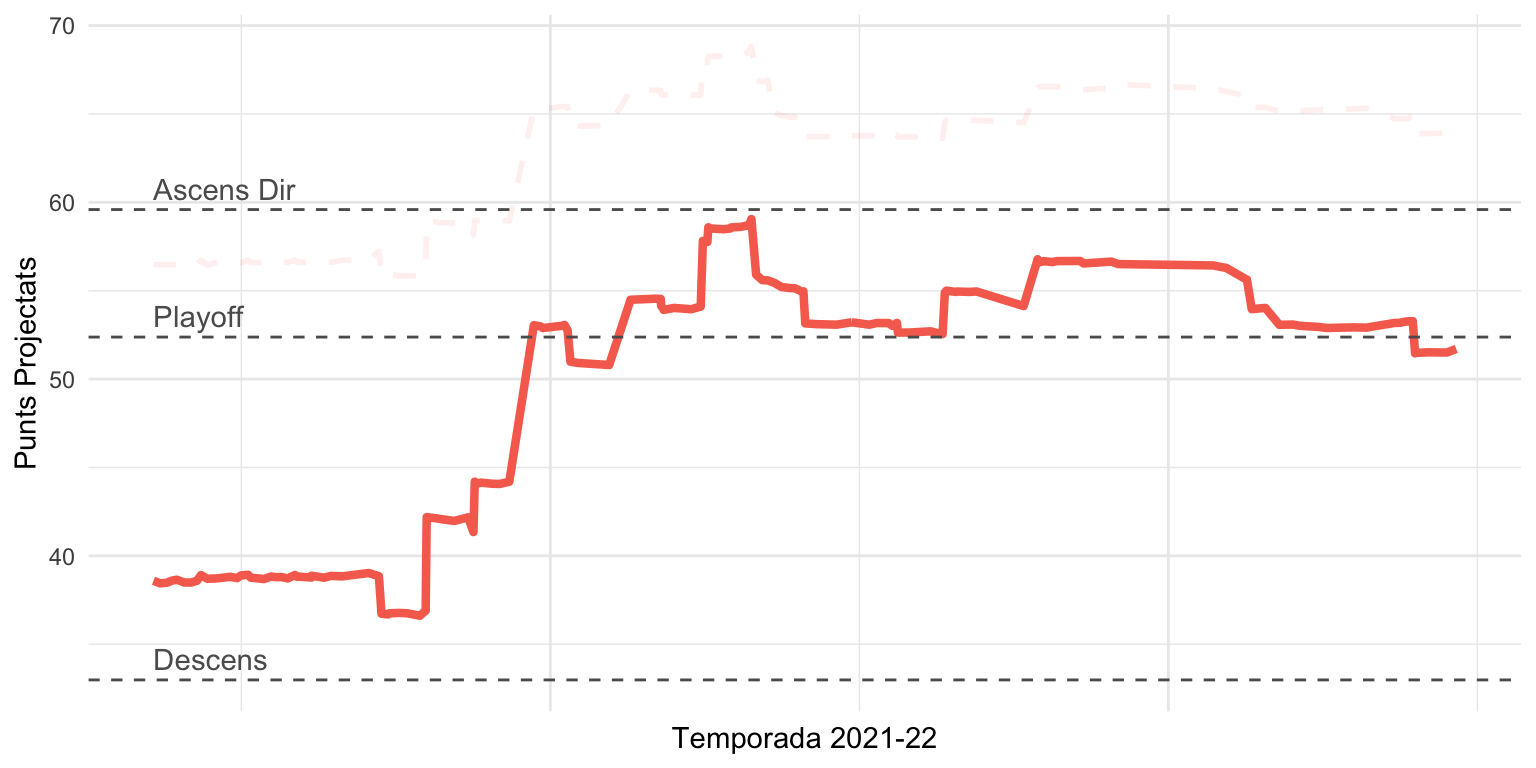 70
Ascens Dir
60
Playoff
50
40
Descens
Punts Projectats
Temporada 2021-22